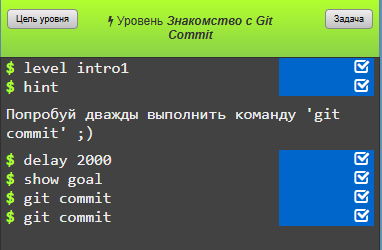 Цель уровня
Уровень Знакомство с Git
Commit
Задача
$ level intro1
$ hint
Попробуй дважды выполнить команду 'git
commit' ;)
$ delay 2000
$ show goal
$ git commit
$ git commit